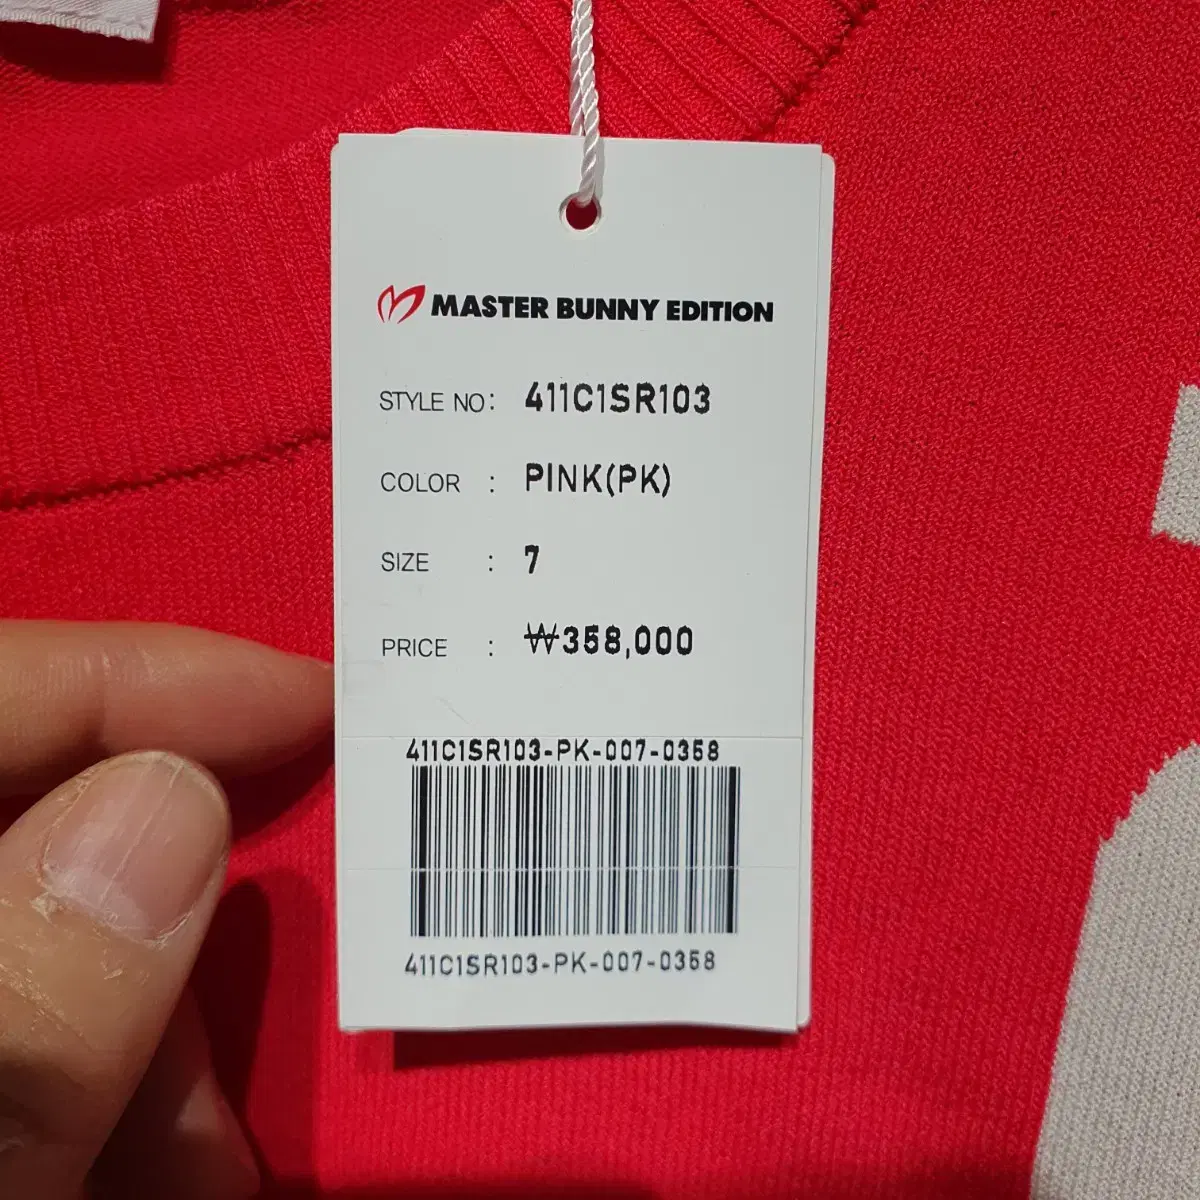 MASTER BUNNY EDITION
STYLE NO: 411C1SR103
COLOR : PINK(PK)
SIZE : 7
PRICE : ₩358,000
411C1SR103-PK-007-0358
411C1SR103-PK-007-0358